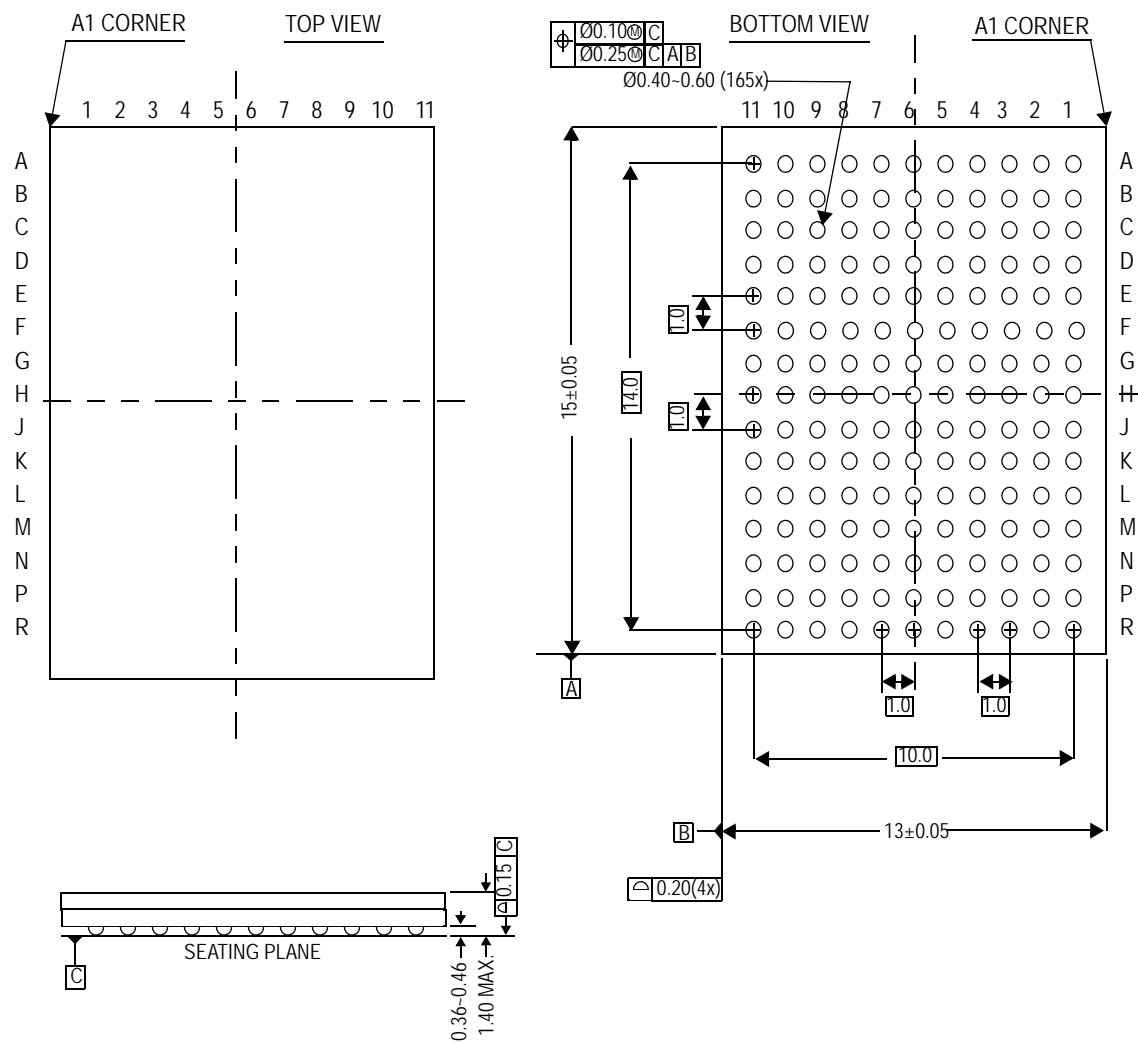 A1 CORNER
TOP VIEW
1 2 3 4 5 6 7 8 9 10 11
A
B
C
D
E
F
G
H
J
K
L
M
N
P
R
Ø0.10Ⓜ C
Ø0.25Ⓜ C A B
BOTTOM VIEW
A1 CORNER
Ø0.40~0.60 (165x)
11 10 9 8 7 6 5 4 3 2 1
A
B
C
D
E
F
G
H
J
K
L
M
N
P
R
1.0
1.0
15±0.05
14.0
A
1.0
1.0
10.0
B
13±0.05
0.20(4x)
0.15 C
SEATING PLANE
C
0.36~0.46
1.40 MAX.